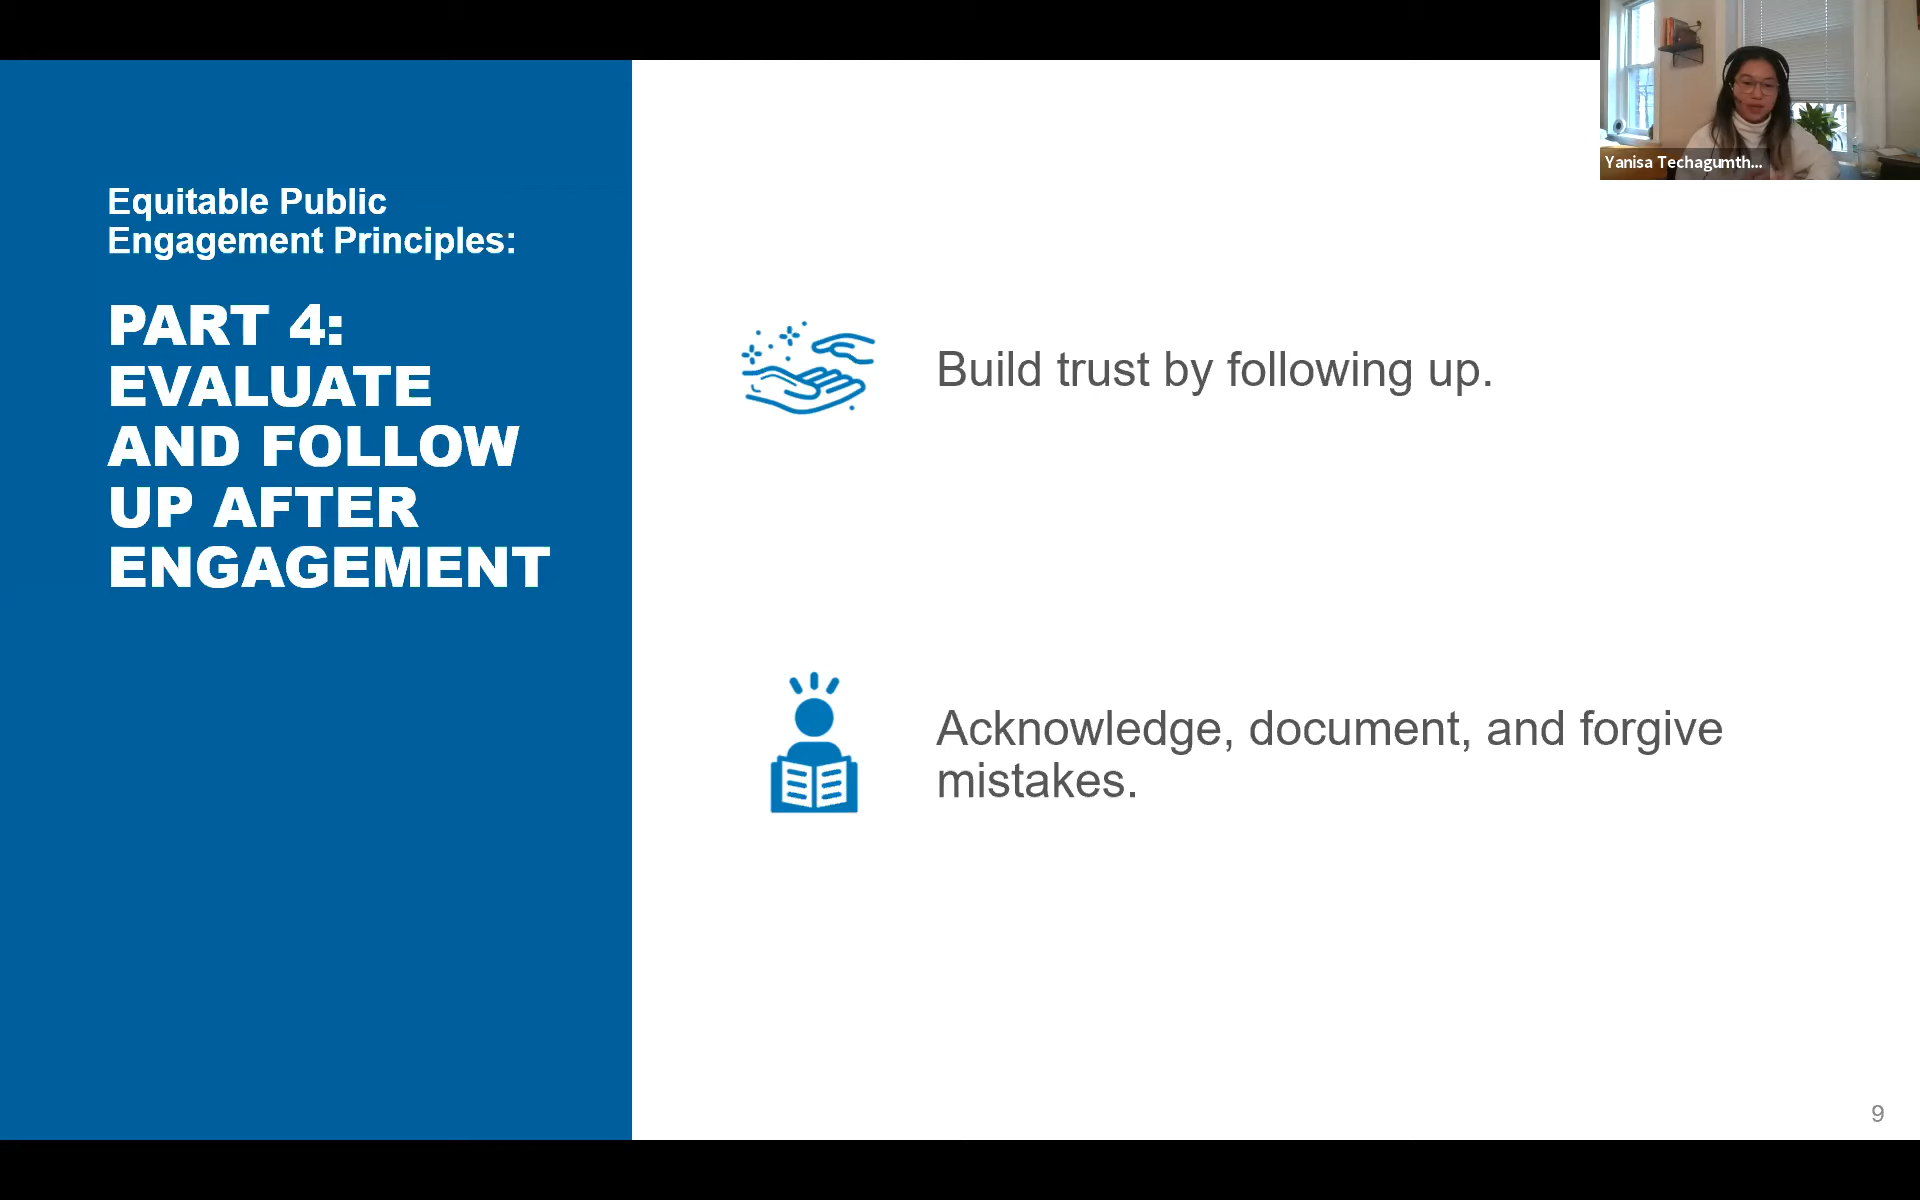 Equitable Public
Engagement Principles:
PART 4:
EVALUATE
AND FOLLOW
UP AFTER
ENGAGEMENT
Build trust by following up.
Acknowledge, document, and forgive
mistakes.
Yanisa Techagumth...
9